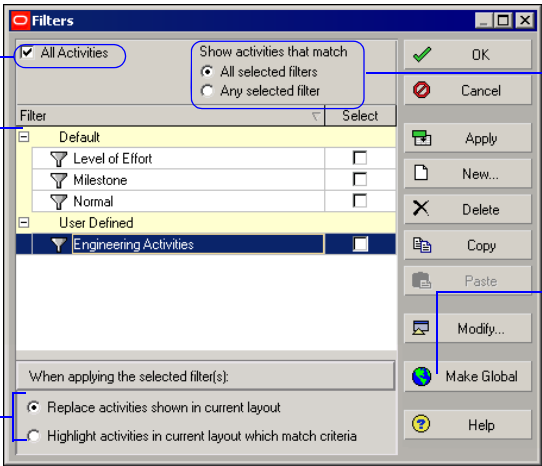 Filters
All Activities
Show activities that match
All selected filters
Any selected filter
Filter Select
Default
Level of Effort
Milestone
Normal
User Defined
Engineering Activities
When applying the selected filter(s):
Replace activities shown in current layout
Highlight activities in current layout which match criteria
OK
Cancel
Apply
New...
Delete
Copy
Paste
Modify...
Make Global
Help